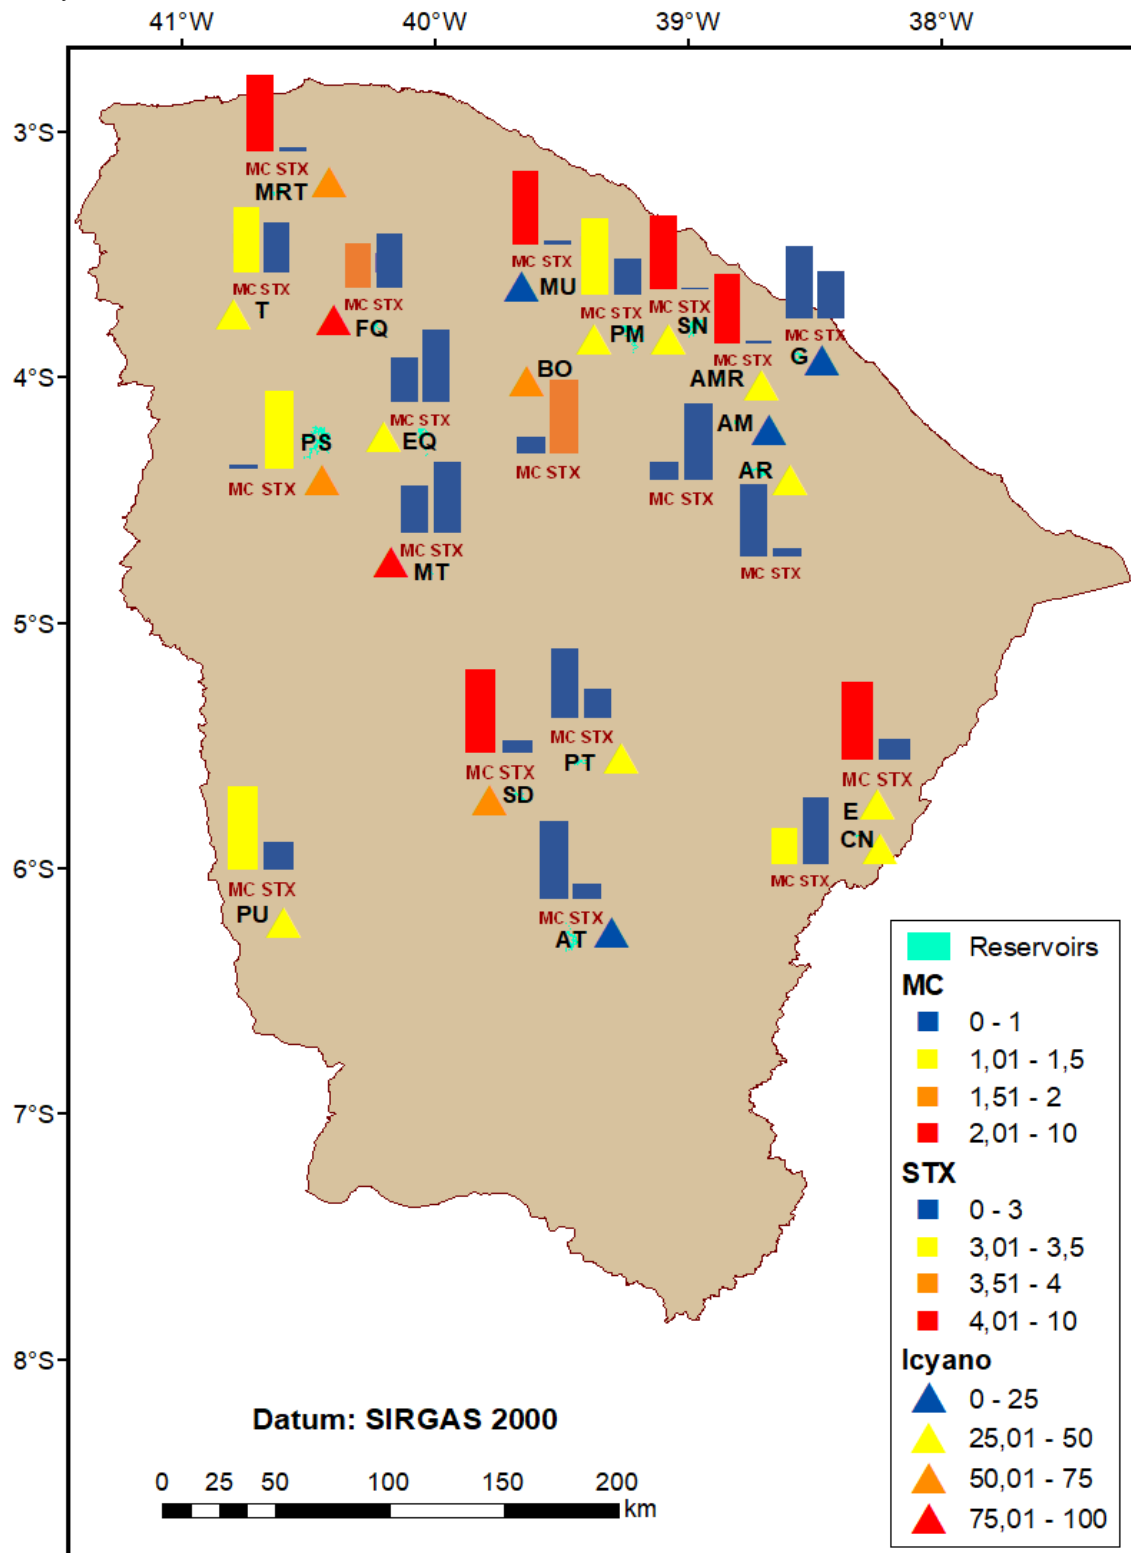 41°W 40°W 39°W 38°W
3°S
MC STX
MRT
MC STX
T
MC STX
FQ
MC STX
MU
MC STX
PM
MC STX
SN
MC STX
AMR
MC STX
G
4°S
BO
MC STX
MC STX
EQ
PS
MC STX
AM
MC STX
AR
MC STX
MC STX
MT
5°S
MC STX
PT
MC STX
SD
MC STX
E
CN
MC STX
6°S
MC STX
PU
MC STX
AT
7°S
8°S
Reservoirs
MC
0 - 1
1,01 - 1,5
1,51 - 2
2,01 - 10
STX
0 - 3
3,01 - 3,5
3,51 - 4
4,01 - 10
Icyano
0 - 25
25,01 - 50
50,01 - 75
75,01 - 100
Datum: SIRGAS 2000
0 25 50 100 150 200
km